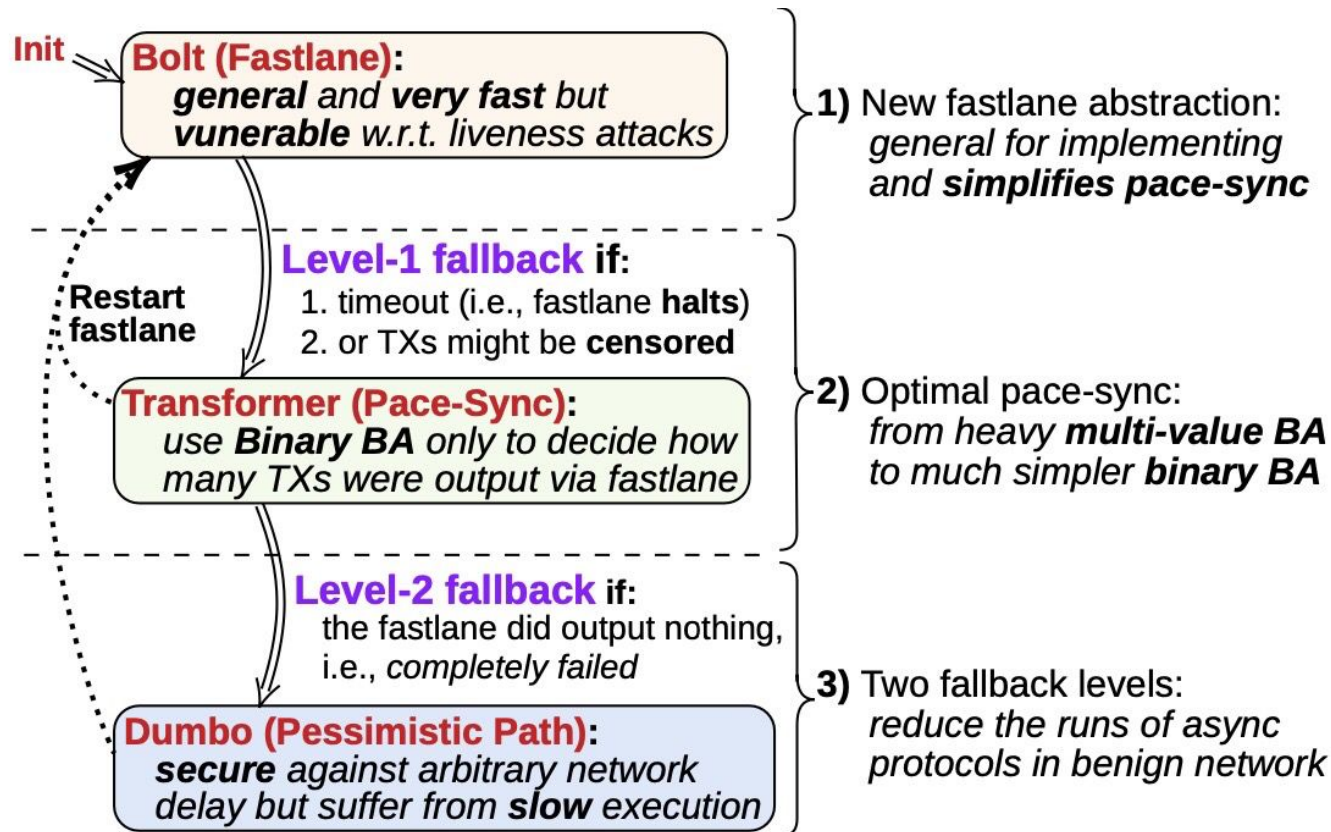 Init
Bolt (Fastlane):
general and very fast but
vunerable w.r.t. liveness attacks
1) New fastlane abstraction:
general for implementing
and simplifies pace-sync
Level-1 fallback if:
1. timeout (i.e., fastlane halts)
2. or TXs might be censored
Restart
fastlane
Transformer (Pace-Sync):
use Binary BA only to decide how
many TXs were output via fastlane
2) Optimal pace-sync:
from heavy multi-value BA
to much simpler binary BA
Level-2 fallback if:
the fastlane did output nothing,
i.e., completely failed
Dumbo (Pessimistic Path):
secure against arbitrary network
delay but suffer from slow execution
3) Two fallback levels:
reduce the runs of async
protocols in benign network